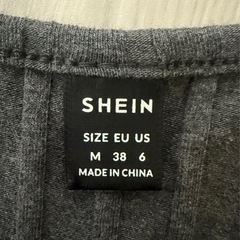 SHEIN
SIZE EU US
M 38 6
MADE IN CHINA